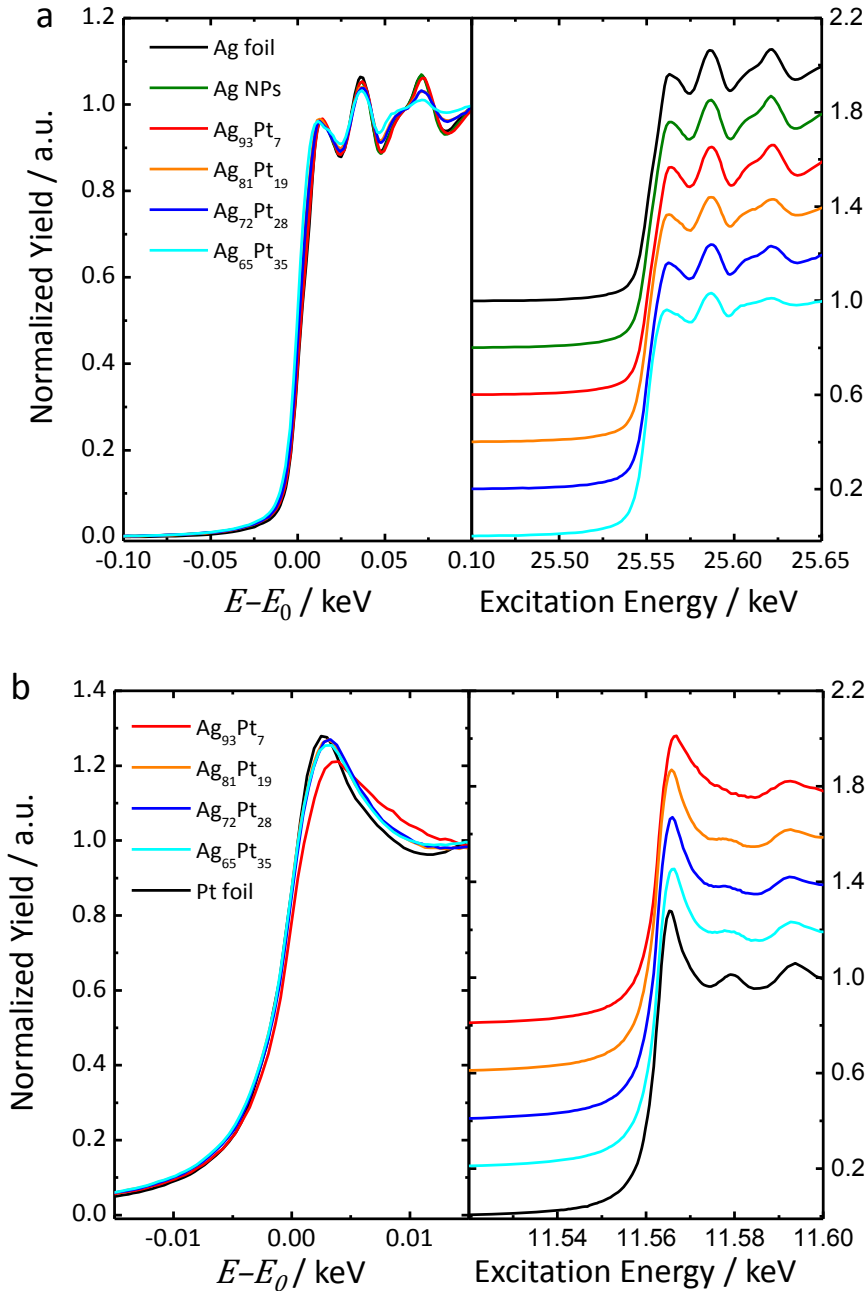 a
Normalized Yield / a.u.
1.2
1.0
0.8
0.6
0.4
0.2
0.0
Ag foil
Ag NPs
Ag₉₃Pt₇
Ag₈₁Pt₁₉
Ag₇₂Pt₂₈
Ag₆₅Pt₃₅
2.2
1.8
1.4
1.0
0.6
0.2
-0.10 -0.05 0.00 0.05 0.10 25.50 25.55 25.60 25.65
E−E₀ / keV Excitation Energy / keV
b
Normalized Yield / a.u.
1.4
1.2
1.0
0.8
0.6
0.4
0.2
0.0
Ag₉₃Pt₇
Ag₈₁Pt₁₉
Ag₇₂Pt₂₈
Ag₆₅Pt₃₅
Pt foil
2.2
1.8
1.4
1.0
0.6
0.2
-0.01 0.00 0.01 11.54 11.56 11.58 11.60
E−E₀ / keV Excitation Energy / keV